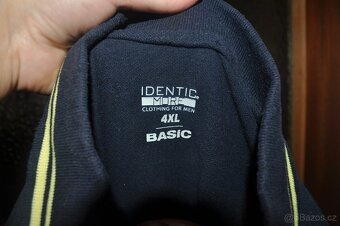 IDENTIC
MORE
CLOTHING FOR MEN
4XL
BASIC
Bazos.cz